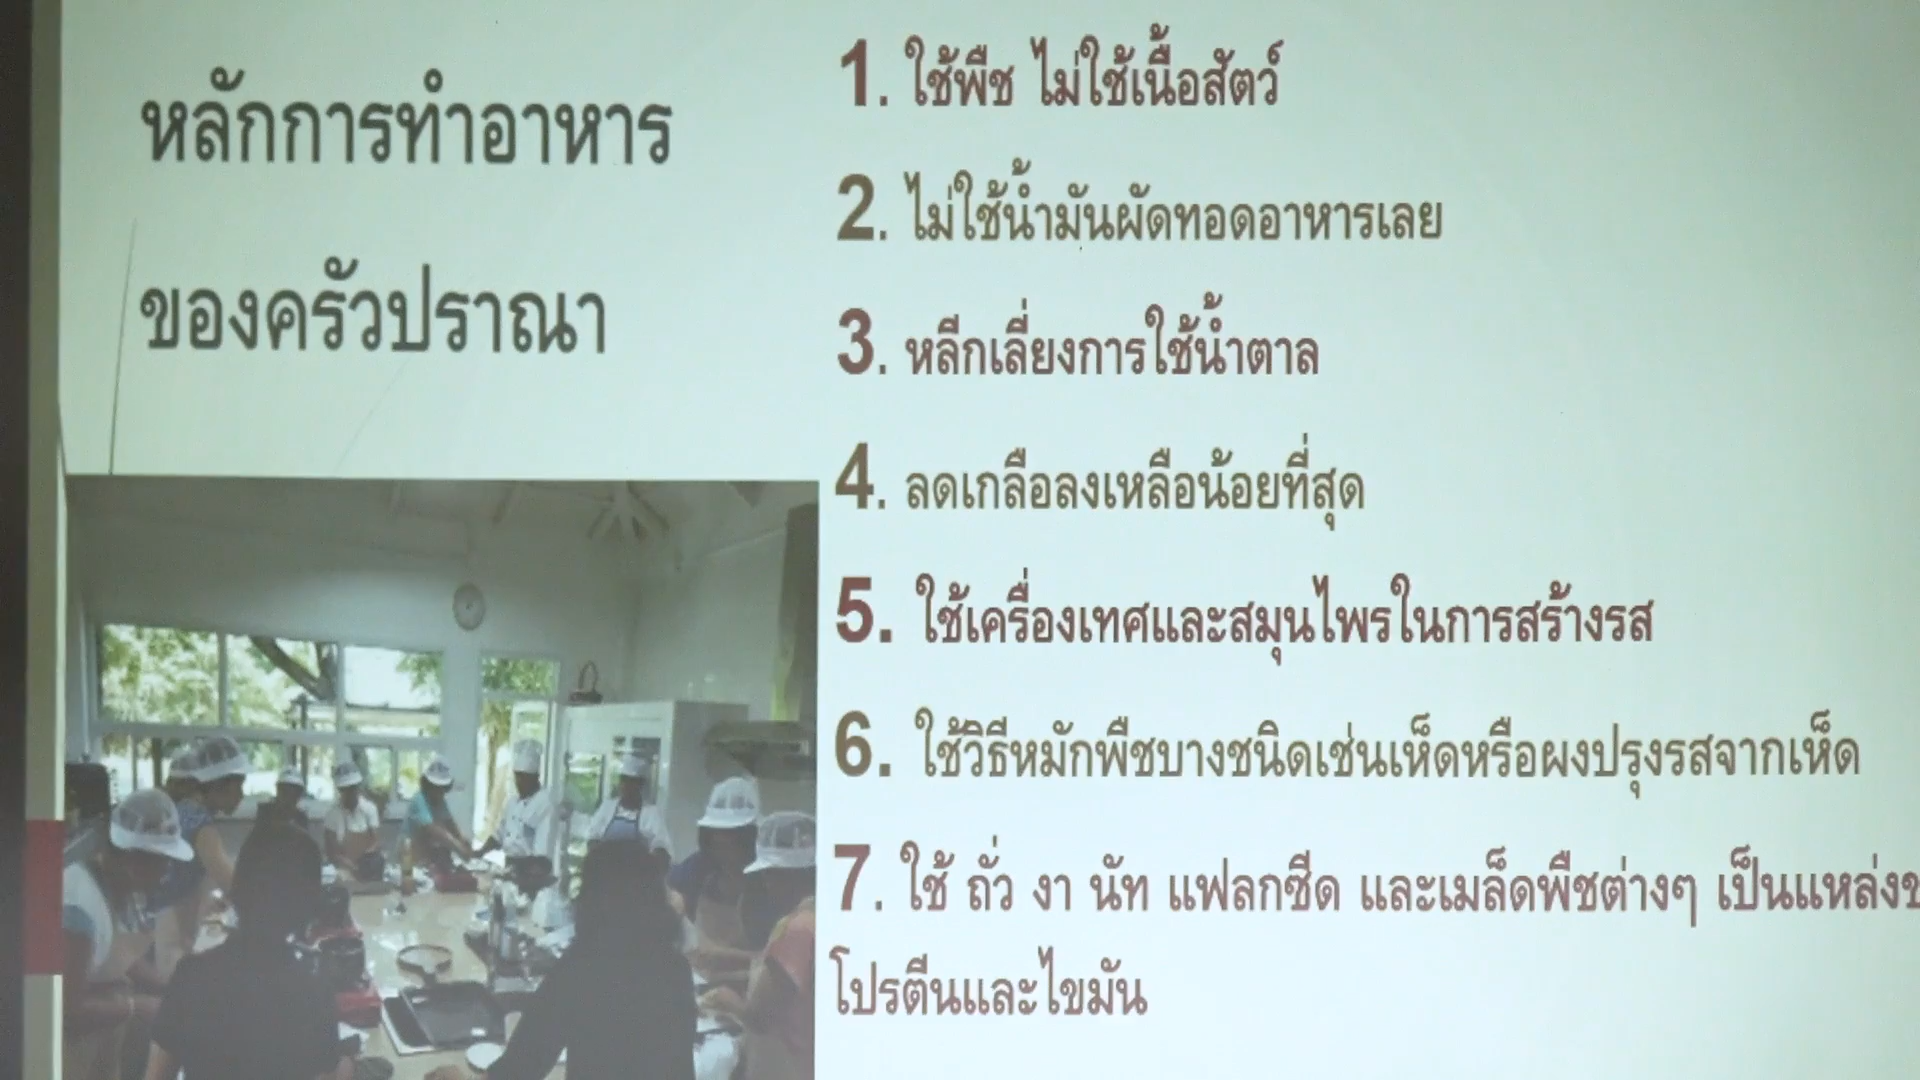 หลักการทำอาหาร
ของครัวปราณา
1. ใช้พืช ไม่ใช้เนื้อสัตว์
2. ไม่ใช้น้ำมันผัดทอดอาหารเลย
3. หลีกเลี่ยงการใช้น้ำตาล
4. ลดเกลือลงเหลือน้อยที่สุด
5. ใช้เครื่องเทศและสมุนไพรในการสร้างรส
6. ใช้วิธีหมักพืชบางชนิดเช่นเห็ดหรือผงปรุงรสจากเห็ด
7. ใช้ ถั่ว งา นัท แฟลกซีด และเมล็ดพืชต่างๆ เป็นแหล่ง
โปรตีนและไขมัน